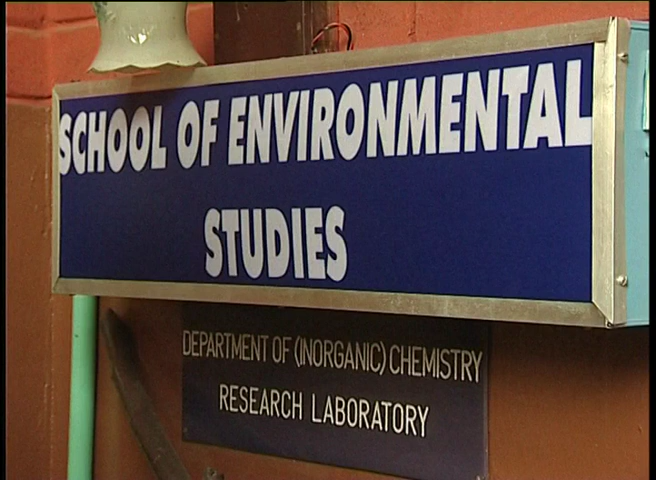 SCHOOL OF ENVIRONMENTAL
STUDIES
DEPARTMENT OF (INORGANIC) CHEMISTRY
RESEARCH LABORATORY